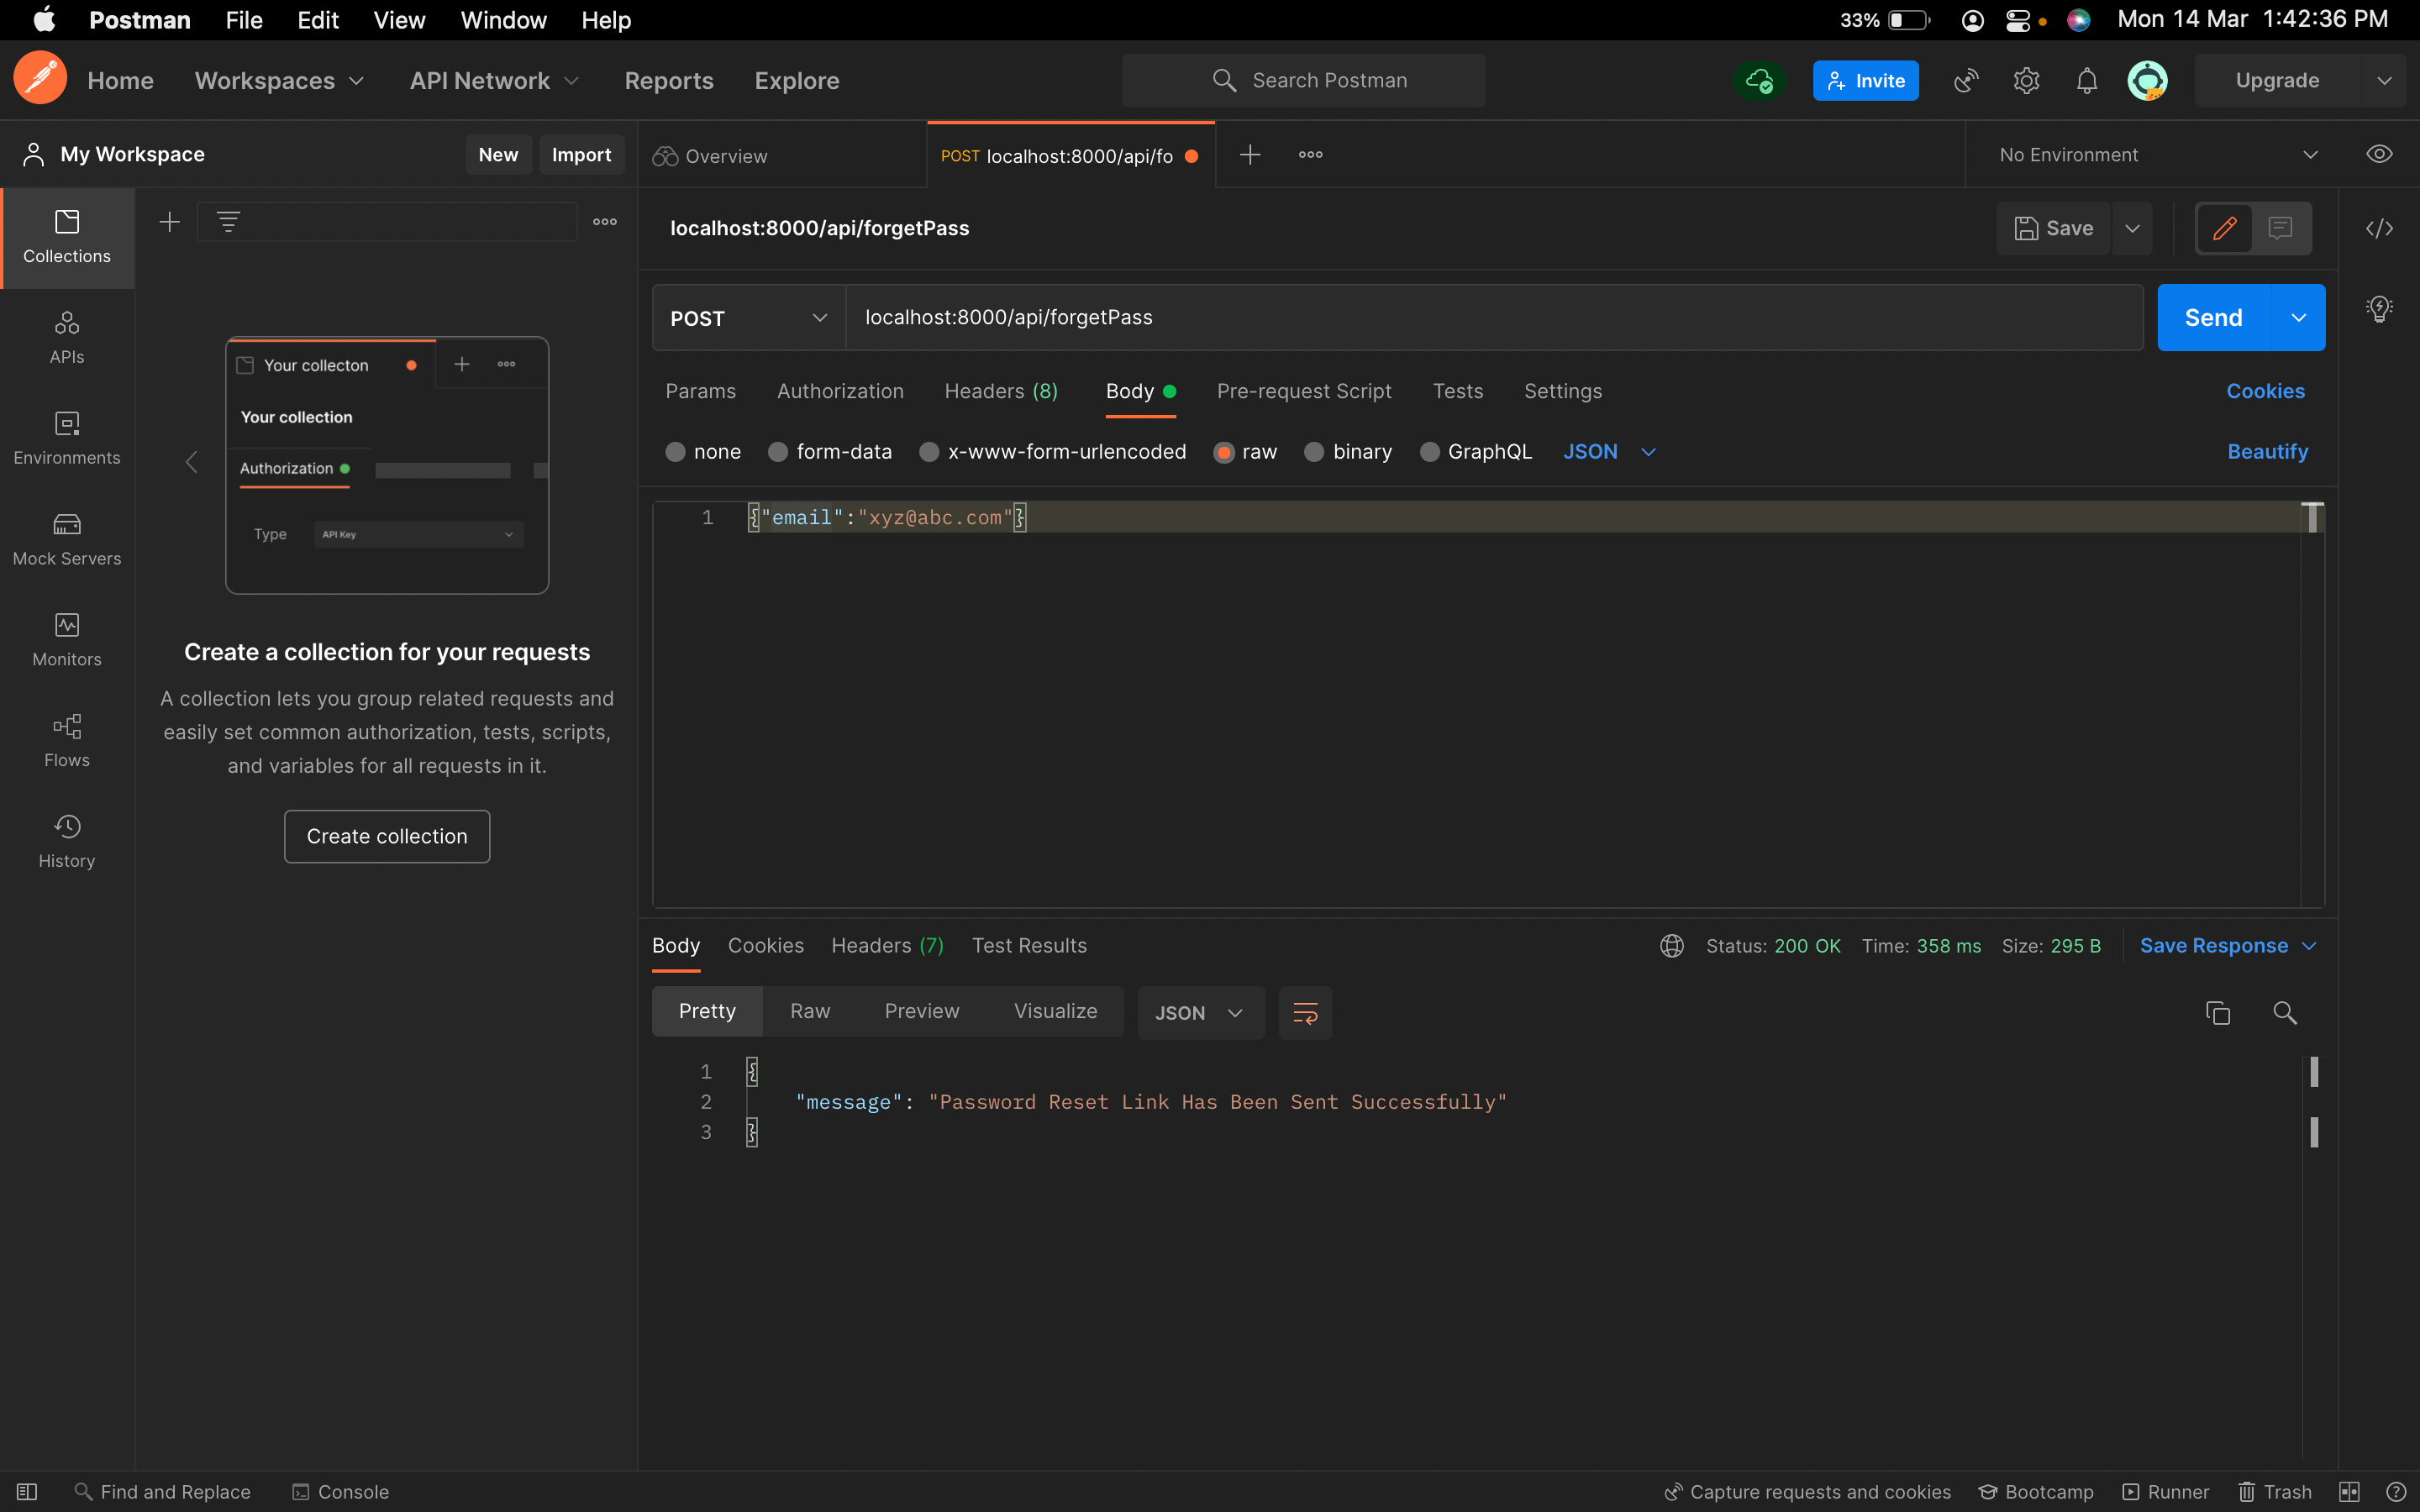 Postman File Edit View Window Help 33% Mon 14 Mar 1:42:36 PM
Home Workspaces API Network Reports Explore Search Postman Invite Upgrade
My Workspace New Import Overview POST localhost:8000/api/fo No Environment
Collections
APIs
Environments
Mock Servers
Monitors
Flows
History
Your collecton
Your collection
Authorization
Type API Key
Create a collection for your requests
A collection lets you group related requests and
easily set common authorization, tests, scripts,
and variables for all requests in it.
Create collection
localhost:8000/api/forgetPass Save
POST localhost:8000/api/forgetPass Send
Params Authorization Headers (8) Body Pre-request Script Tests Settings Cookies
none form-data x-www-form-urlencoded raw binary GraphQL JSON Beautify
1 {"email":"xyz@abc.com"}
Body Cookies Headers (7) Test Results Status: 200 OK Time: 358 ms Size: 295 B Save Response
Pretty Raw Preview Visualize JSON
1 {
2 "message": "Password Reset Link Has Been Sent Successfully"
3 }
Find and Replace Console Capture requests and cookies Bootcamp Runner Trash